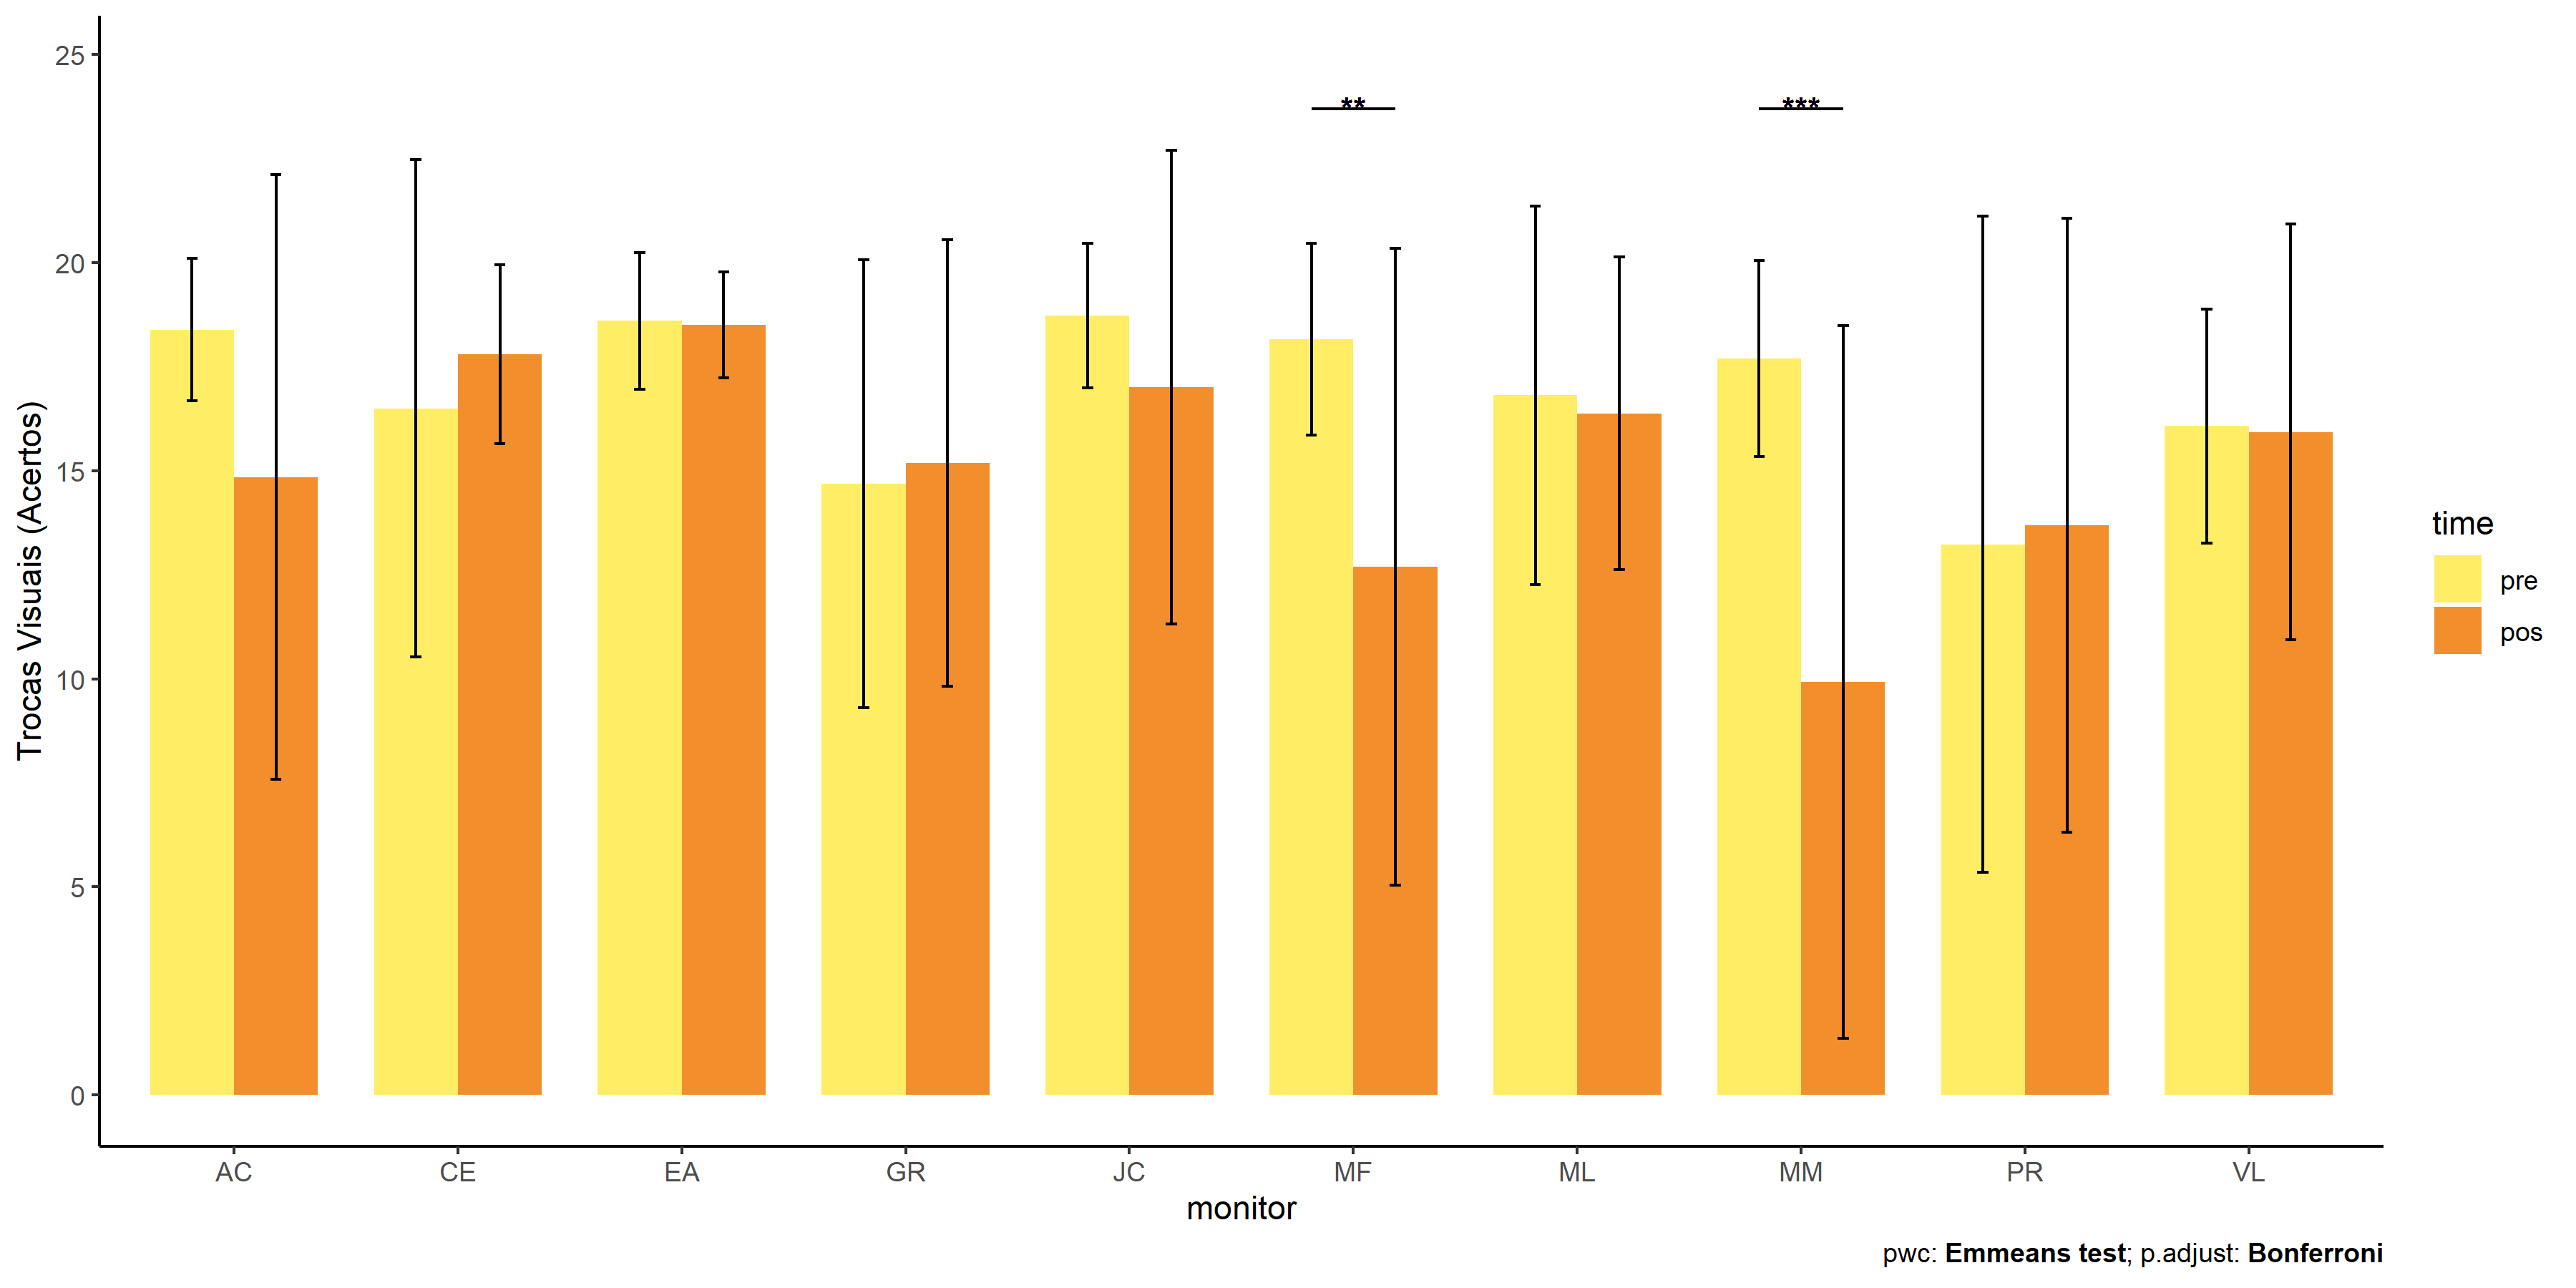 Trocas Visuais (Acertos)
25
20
15
10
5
0
**
***
AC CE EA GR JC MF ML MM PR VL
monitor
time
pre
pos
pwc: Emmeans test; p.adjust: Bonferroni